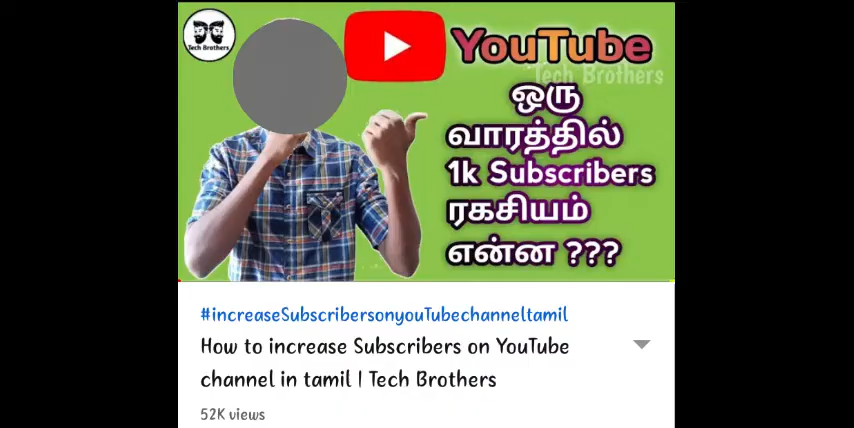 Tech Brothers
YouTube
Tech Brothers
ஒரு
வாரத்தில்
1k Subscribers
ரகசியம்
என்ன ???
#increaseSubscribersonyouTubechanneltamil
How to increase Subscribers on YouTube
channel in tamil | Tech Brothers
52K views